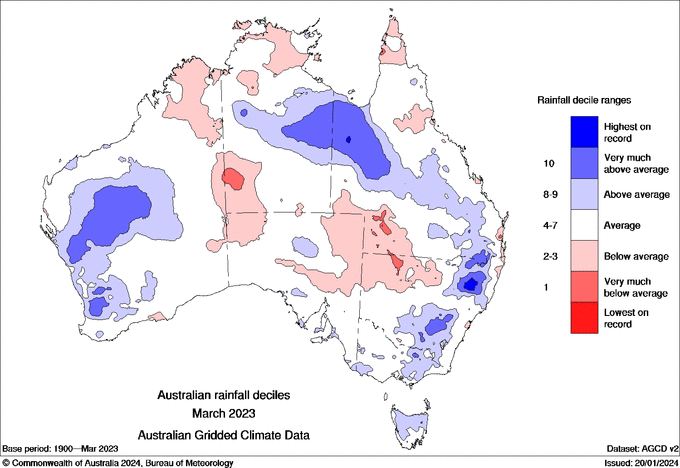 Rainfall decile ranges
Highest on
record
10
Very much
above average
8-9
Above average
4-7
Average
2-3
Below average
1
Very much
below average
Lowest on
record
Australian rainfall deciles
March 2023
Australian Gridded Climate Data
Base period: 1900—Mar 2023
Dataset: AGCD v2
© Commonwealth of Australia 2024, Bureau of Meteorology
Issued: 20/01/2024